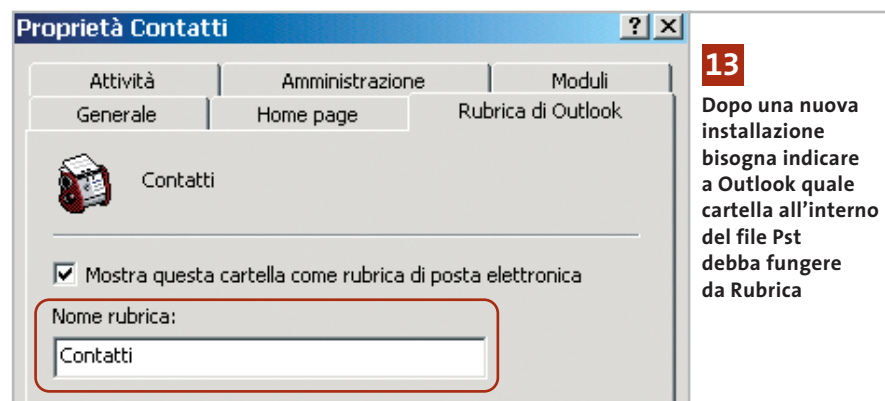 Proprietà Contatti
Attività Amministrazione Moduli
Generale Home page Rubrica di Outlook
Contatti
Mostra questa cartella come rubrica di posta elettronica
Nome rubrica:
Contatti
13
Dopo una nuova
installazione
bisogna indicare
a Outlook quale
cartella all'interno
del file Pst
debba fungere
da Rubrica